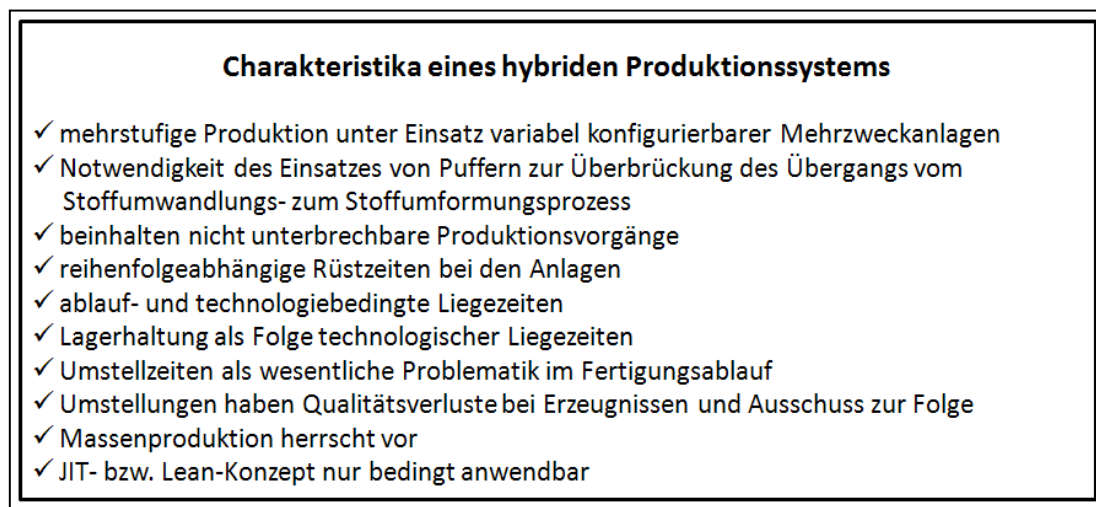 Charakteristika eines hybriden Produktionssystems
✓ mehrstufige Produktion unter Einsatz variabel konfigurierbarer Mehrzweckanlagen
✓ Notwendigkeit des Einsatzes von Puffern zur Überbrückung des Übergangs vom
Stoffumwandlungs- zum Stoffumformungsprozess
✓ beinhalten nicht unterbrechbare Produktionsvorgänge
✓ reihenfolgeabhängige Rüstzeiten bei den Anlagen
✓ ablauf- und technologiebedingte Liegezeiten
✓ Lagerhaltung als Folge technologischer Liegezeiten
✓ Umstellzeiten als wesentliche Problematik im Fertigungsablauf
✓ Umstellungen haben Qualitätsverluste bei Erzeugnissen und Ausschuss zur Folge
✓ Massenproduktion herrscht vor
✓ JIT- bzw. Lean-Konzept nur bedingt anwendbar